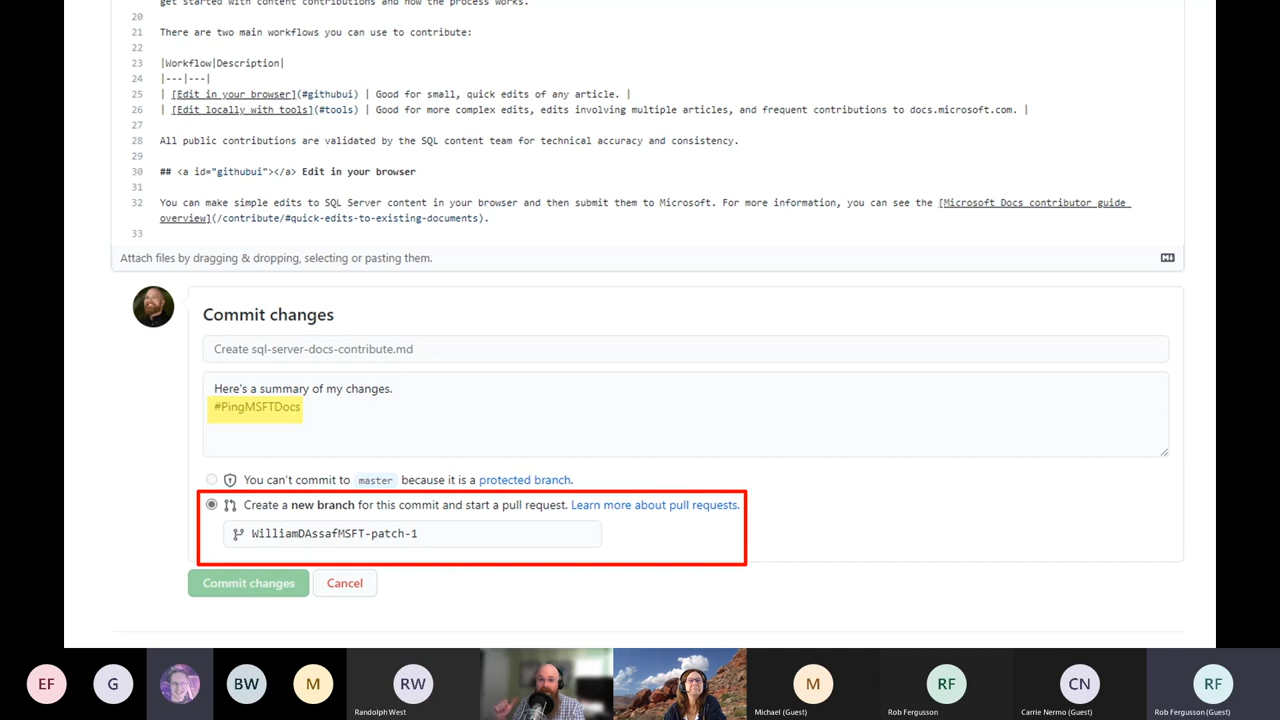 get started with content contributions and how the process works.
20
21 There are two main workflows you can use to contribute:
22
23 |Workflow|Description|
24 |---|---|
25 | [Edit in your browser](#githubui) | Good for small, quick edits of any article. |
26 | [Edit locally with tools](#tools) | Good for more complex edits, edits involving multiple articles, and frequent contributions to docs.microsoft.com. |
27
28 All public contributions are validated by the SQL content team for technical accuracy and consistency.
29
30 ## <a id="githubui"></a> Edit in your browser
31
32 You can make simple edits to SQL Server content in your browser and then submit them to Microsoft. For more information, you can see the [Microsoft Docs contributor guide
overview](/contribute/#quick-edits-to-existing-documents).
33
Attach files by dragging & dropping, selecting or pasting them.
Commit changes
Create sql-server-docs-contribute.md
Here's a summary of my changes.
#PingMSFTDocs
You can't commit to master because it is a protected branch.
Create a new branch for this commit and start a pull request. Learn more about pull requests.
WilliamDAssafMSFT-patch-1
Commit changes Cancel
EF G BW M RW M RF CN RF
Randolph West Michael (Guest) Rob Fergusson Carrie Nermo (Guest) Rob Fergusson (Guest)